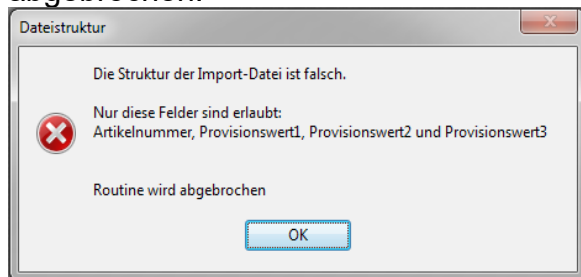 abgebrochen.
Dateistruktur
Die Struktur der Import-Datei ist falsch.
Nur diese Felder sind erlaubt:
Artikelnummer, Provisionswert1, Provisionswert2 und Provisionswert3
Routine wird abgebrochen
OK